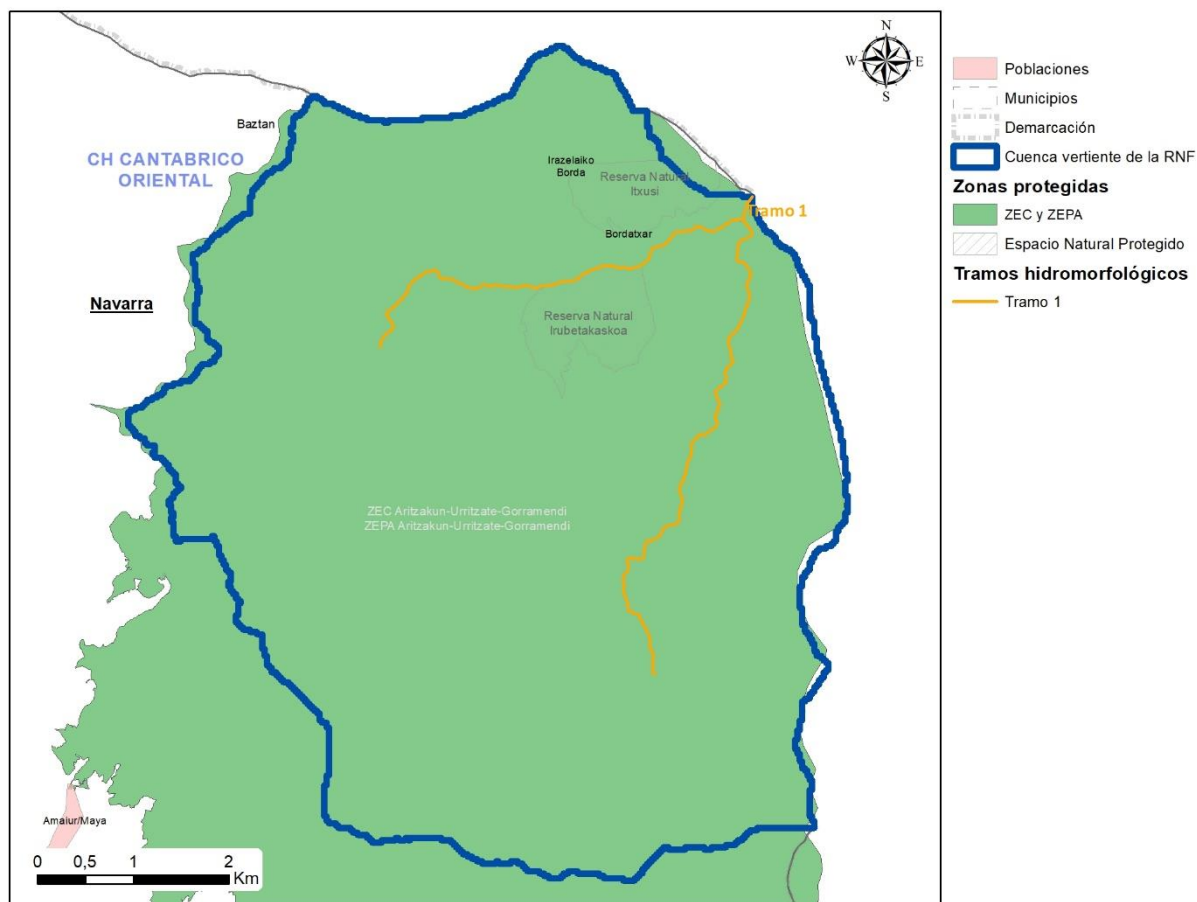 N
W E
S
Baztan
CH CANTABRICO
ORIENTAL
Irazelaiko
Borda
Reserva Natural
Itxusi
Tramo 1
Bordatxar
Navarra
Reserva Natural
Irubetakaskoa
ZEC Aritzakun-Urritzate-Gorramendi
ZEPA Aritzakun-Urritzate-Gorramendi
Amaiur/Maya
0 0,5 1 2
Km
Poblaciones
Municipios
Demarcación
Cuenca vertiente de la RNF
Zonas protegidas
ZEC y ZEPA
Espacio Natural Protegido
Tramos hidromorfológicos
Tramo 1